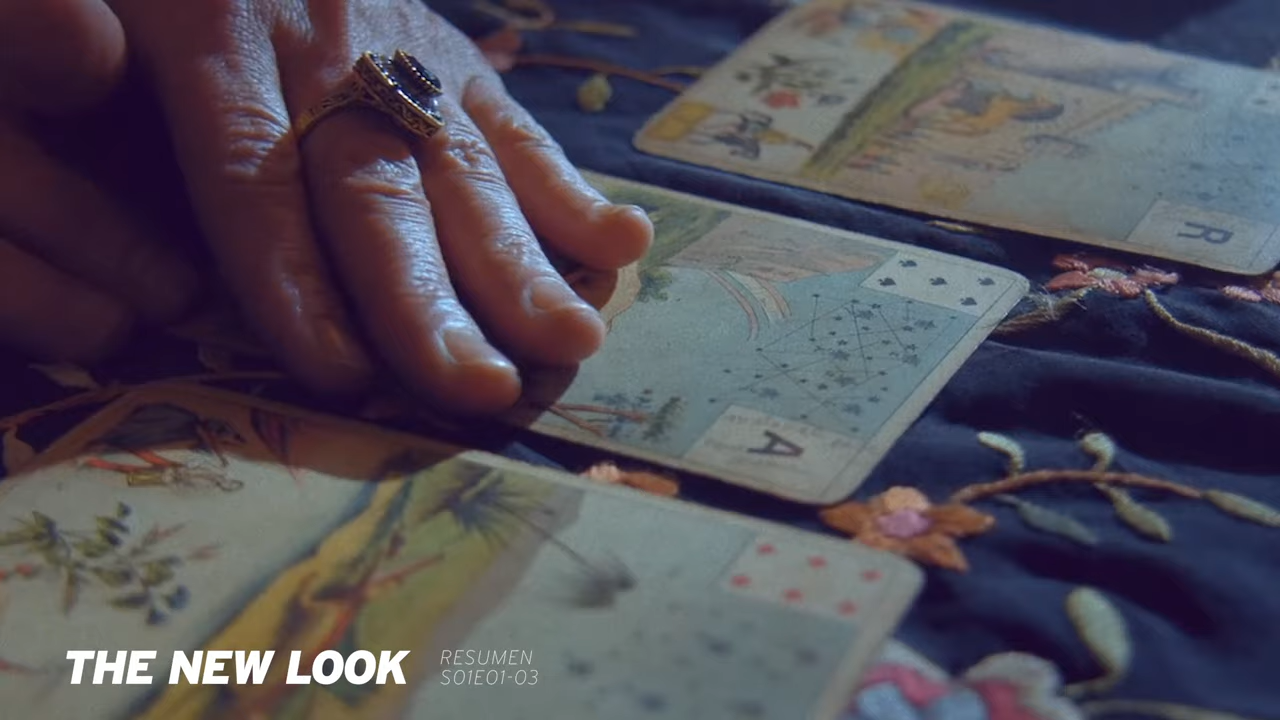 R
A
THE NEW LOOK
RESUMEN
S01E01-03